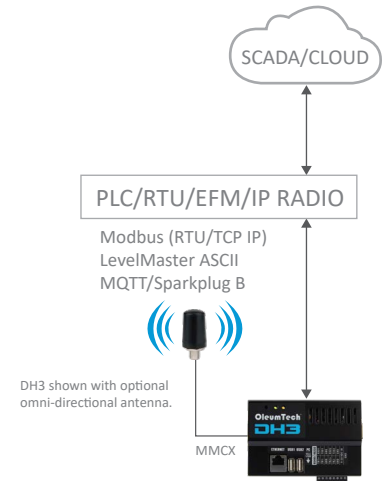 SCADA/CLOUD
PLC/RTU/EFM/IP RADIO
Modbus (RTU/TCP IP)
LevelMaster ASCII
MQTT/Sparkplug B
DH3 shown with optional
omni-directional antenna.
MMCX
OleumTech
DH3
ETHERNET